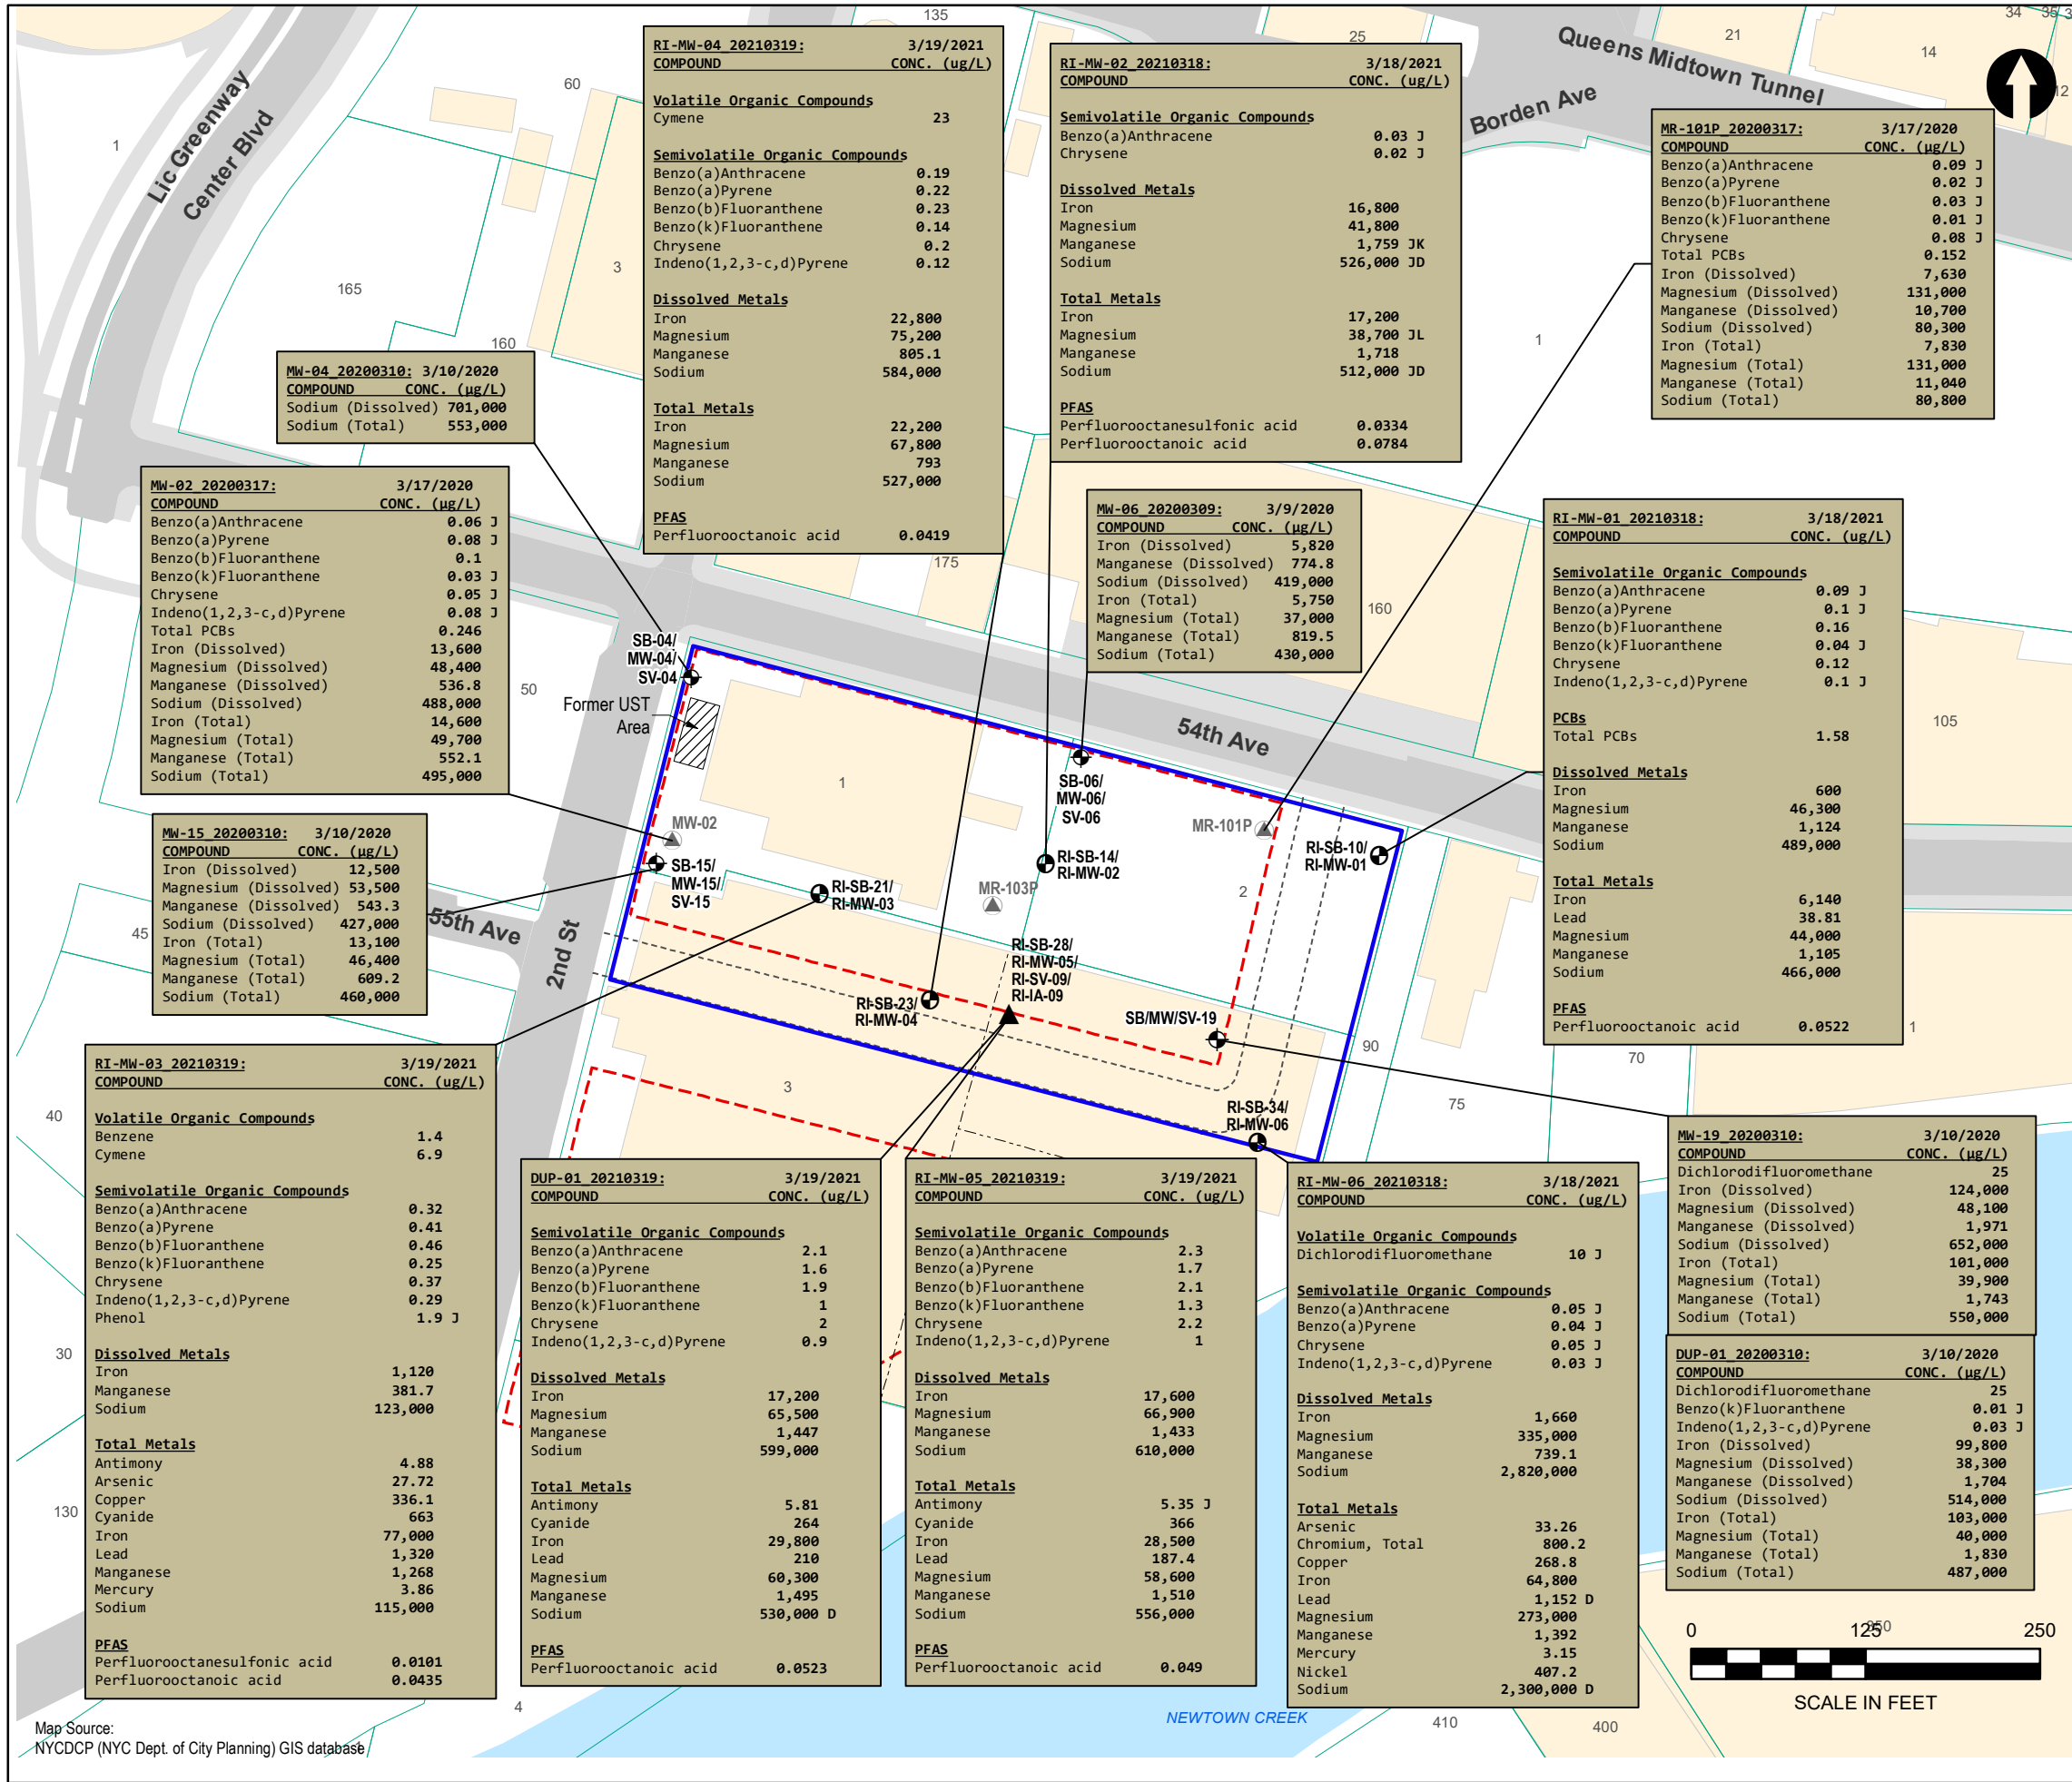 135
25
21
14
34
35
3
12
60
1
3
165
160
Queens Midtown Tunnel
Borden Ave
Lic Greenway
Center Blvd
RI-MW-04_20210319: 3/19/2021
COMPOUND CONC. (ug/L)
Volatile Organic Compounds
Cymene 23
Semivolatile Organic Compounds
Benzo(a)Anthracene 0.19
Benzo(a)Pyrene 0.22
Benzo(b)Fluoranthene 0.23
Benzo(k)Fluoranthene 0.14
Chrysene 0.2
Indeno(1,2,3-c,d)Pyrene 0.12
Dissolved Metals
Iron 22,800
Magnesium 75,200
Manganese 805.1
Sodium 584,000
Total Metals
Iron 22,200
Magnesium 67,800
Manganese 793
Sodium 527,000
PFAS
Perfluorooctanoic acid 0.0419
RI-MW-02_20210318: 3/18/2021
COMPOUND CONC. (ug/L)
Semivolatile Organic Compounds
Benzo(a)Anthracene 0.03 J
Chrysene 0.02 J
Dissolved Metals
Iron 16,800
Magnesium 41,800
Manganese 1,759 JK
Sodium 526,000 JD
Total Metals
Iron 17,200
Magnesium 38,700 JL
Manganese 1,718
Sodium 512,000 JD
PFAS
Perfluorooctanesulfonic acid 0.0334
Perfluorooctanoic acid 0.0784
MR-101P_20200317: 3/17/2020
COMPOUND CONC. (µg/L)
Benzo(a)Anthracene 0.09 J
Benzo(a)Pyrene 0.02 J
Benzo(b)Fluoranthene 0.03 J
Benzo(k)Fluoranthene 0.01 J
Chrysene 0.08 J
Total PCBs 0.152
Iron (Dissolved) 7,630
Magnesium (Dissolved) 131,000
Manganese (Dissolved) 10,700
Sodium (Dissolved) 80,300
Iron (Total) 7,830
Magnesium (Total) 131,000
Manganese (Total) 11,040
Sodium (Total) 80,800
1
MW-04_20200310: 3/10/2020
COMPOUND CONC. (µg/L)
Sodium (Dissolved) 701,000
Sodium (Total) 553,000
MW-02_20200317: 3/17/2020
COMPOUND CONC. (µg/L)
Benzo(a)Anthracene 0.06 J
Benzo(a)Pyrene 0.08 J
Benzo(b)Fluoranthene 0.1
Benzo(k)Fluoranthene 0.03 J
Chrysene 0.05 J
Indeno(1,2,3-c,d)Pyrene 0.08 J
Total PCBs 0.246
Iron (Dissolved) 13,600
Magnesium (Dissolved) 48,400
Manganese (Dissolved) 536.8
Sodium (Dissolved) 488,000
Iron (Total) 14,600
Magnesium (Total) 49,700
Manganese (Total) 552.1
Sodium (Total) 495,000
MW-06_20200309: 3/9/2020
COMPOUND CONC. (µg/L)
Iron (Dissolved) 5,820
Manganese (Dissolved) 774.8
Sodium (Dissolved) 419,000
Iron (Total) 5,750
Magnesium (Total) 37,000
Manganese (Total) 819.5
Sodium (Total) 430,000
RI-MW-01_20210318: 3/18/2021
COMPOUND CONC. (ug/L)
Semivolatile Organic Compounds
Benzo(a)Anthracene 0.09 J
Benzo(a)Pyrene 0.1 J
Benzo(b)Fluoranthene 0.16
Benzo(k)Fluoranthene 0.04 J
Chrysene 0.12
Indeno(1,2,3-c,d)Pyrene 0.1 J
PCBs
Total PCBs 1.58
Dissolved Metals
Iron 600
Magnesium 46,300
Manganese 1,124
Sodium 489,000
Total Metals
Iron 6,140
Lead 38.81
Magnesium 44,000
Manganese 1,105
Sodium 466,000
PFAS
Perfluorooctanoic acid 0.0522
175
160
50
105
SB-04/
MW-04/
SV-04
Former UST
Area
1
54th Ave
SB-06/
MW-06/
SV-06
MW-02
SB-15/
MW-15/
SV-15
RI-SB-21/
RI-MW-03
MR-103P
RI-SB-14/
RI-MW-02
MR-101P
2
RI-SB-10/
RI-MW-01
MW-15_20200310: 3/10/2020
COMPOUND CONC. (µg/L)
Iron (Dissolved) 12,500
Magnesium (Dissolved) 53,500
Manganese (Dissolved) 543.3
Sodium (Dissolved) 427,000
Iron (Total) 13,100
Magnesium (Total) 46,400
Manganese (Total) 609.2
Sodium (Total) 460,000
45
55th Ave
2nd St
RI-SB-28/
RI-MW-05/
RI-SV-09/
RI-IA-09
RI-SB-23/
RI-MW-04
SB/MW/SV-19
90
70
1
3
75
40
30
130
RI-SB-34/
RI-MW-06
RI-MW-03_20210319: 3/19/2021
COMPOUND CONC. (ug/L)
Volatile Organic Compounds
Benzene 1.4
Cymene 6.9
Semivolatile Organic Compounds
Benzo(a)Anthracene 0.32
Benzo(a)Pyrene 0.41
Benzo(b)Fluoranthene 0.46
Benzo(k)Fluoranthene 0.25
Chrysene 0.37
Indeno(1,2,3-c,d)Pyrene 0.29
Phenol 1.9 J
Dissolved Metals
Iron 1,120
Manganese 381.7
Sodium 123,000
Total Metals
Antimony 4.88
Arsenic 27.72
Copper 336.1
Cyanide 663
Iron 77,000
Lead 1,320
Manganese 1,268
Mercury 3.86
Sodium 115,000
PFAS
Perfluorooctanesulfonic acid 0.0101
Perfluorooctanoic acid 0.0435
DUP-01_20210319: 3/19/2021
COMPOUND CONC. (ug/L)
Semivolatile Organic Compounds
Benzo(a)Anthracene 2.1
Benzo(a)Pyrene 1.6
Benzo(b)Fluoranthene 1.9
Benzo(k)Fluoranthene 1
Chrysene 2
Indeno(1,2,3-c,d)Pyrene 0.9
Dissolved Metals
Iron 17,200
Magnesium 65,500
Manganese 1,447
Sodium 599,000
Total Metals
Antimony 5.81
Cyanide 264
Iron 29,800
Lead 210
Magnesium 60,300
Manganese 1,495
Sodium 530,000 D
PFAS
Perfluorooctanoic acid 0.0523
RI-MW-05_20210319: 3/19/2021
COMPOUND CONC. (ug/L)
Semivolatile Organic Compounds
Benzo(a)Anthracene 2.3
Benzo(a)Pyrene 1.7
Benzo(b)Fluoranthene 2.1
Benzo(k)Fluoranthene 1.3
Chrysene 2.2
Indeno(1,2,3-c,d)Pyrene 1
Dissolved Metals
Iron 17,600
Magnesium 66,900
Manganese 1,433
Sodium 610,000
Total Metals
Antimony 5.35 J
Cyanide 366
Iron 28,500
Lead 187.4
Magnesium 58,600
Manganese 1,510
Sodium 556,000
PFAS
Perfluorooctanoic acid 0.049
RI-MW-06_20210318: 3/18/2021
COMPOUND CONC. (ug/L)
Volatile Organic Compounds
Dichlorodifluoromethane 10 J
Semivolatile Organic Compounds
Benzo(a)Anthracene 0.05 J
Benzo(a)Pyrene 0.04 J
Chrysene 0.05 J
Indeno(1,2,3-c,d)Pyrene 0.03 J
Dissolved Metals
Iron 1,660
Magnesium 335,000
Manganese 739.1
Sodium 2,820,000
Total Metals
Arsenic 33.26
Chromium, Total 800.2
Copper 268.8
Iron 64,800
Lead 1,152 D
Magnesium 273,000
Manganese 1,392
Mercury 3.15
Nickel 407.2
Sodium 2,300,000 D
MW-19_20200310: 3/10/2020
COMPOUND CONC. (µg/L)
Dichlorodifluoromethane 25
Iron (Dissolved) 124,000
Magnesium (Dissolved) 48,100
Manganese (Dissolved) 1,971
Sodium (Dissolved) 652,000
Iron (Total) 101,000
Magnesium (Total) 39,900
Manganese (Total) 1,743
Sodium (Total) 550,000
DUP-01_20200310: 3/10/2020
COMPOUND CONC. (µg/L)
Dichlorodifluoromethane 25
Benzo(k)Fluoranthene 0.01 J
Indeno(1,2,3-c,d)Pyrene 0.03 J
Iron (Dissolved) 99,800
Magnesium (Dissolved) 38,300
Manganese (Dissolved) 1,704
Sodium (Dissolved) 514,000
Iron (Total) 103,000
Magnesium (Total) 40,000
Manganese (Total) 1,830
Sodium (Total) 487,000
0 125 250
SCALE IN FEET
4
NEWTOWN CREEK
410
400
Map Source:
NYCDCP (NYC Dept. of City Planning) GIS database